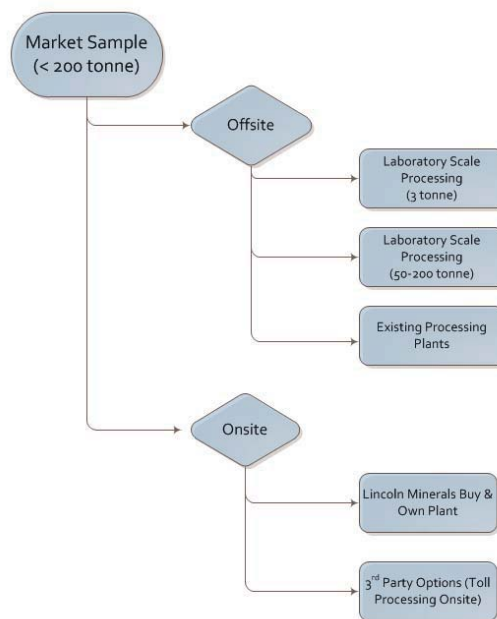 Market Sample
(< 200 tonne)
Offsite
Laboratory Scale
Processing
(3 tonne)
Laboratory Scale
Processing
(50-200 tonne)
Existing Processing
Plants
Onsite
Lincoln Minerals Buy &
Own Plant
3rd Party Options (Toll
Processing Onsite)